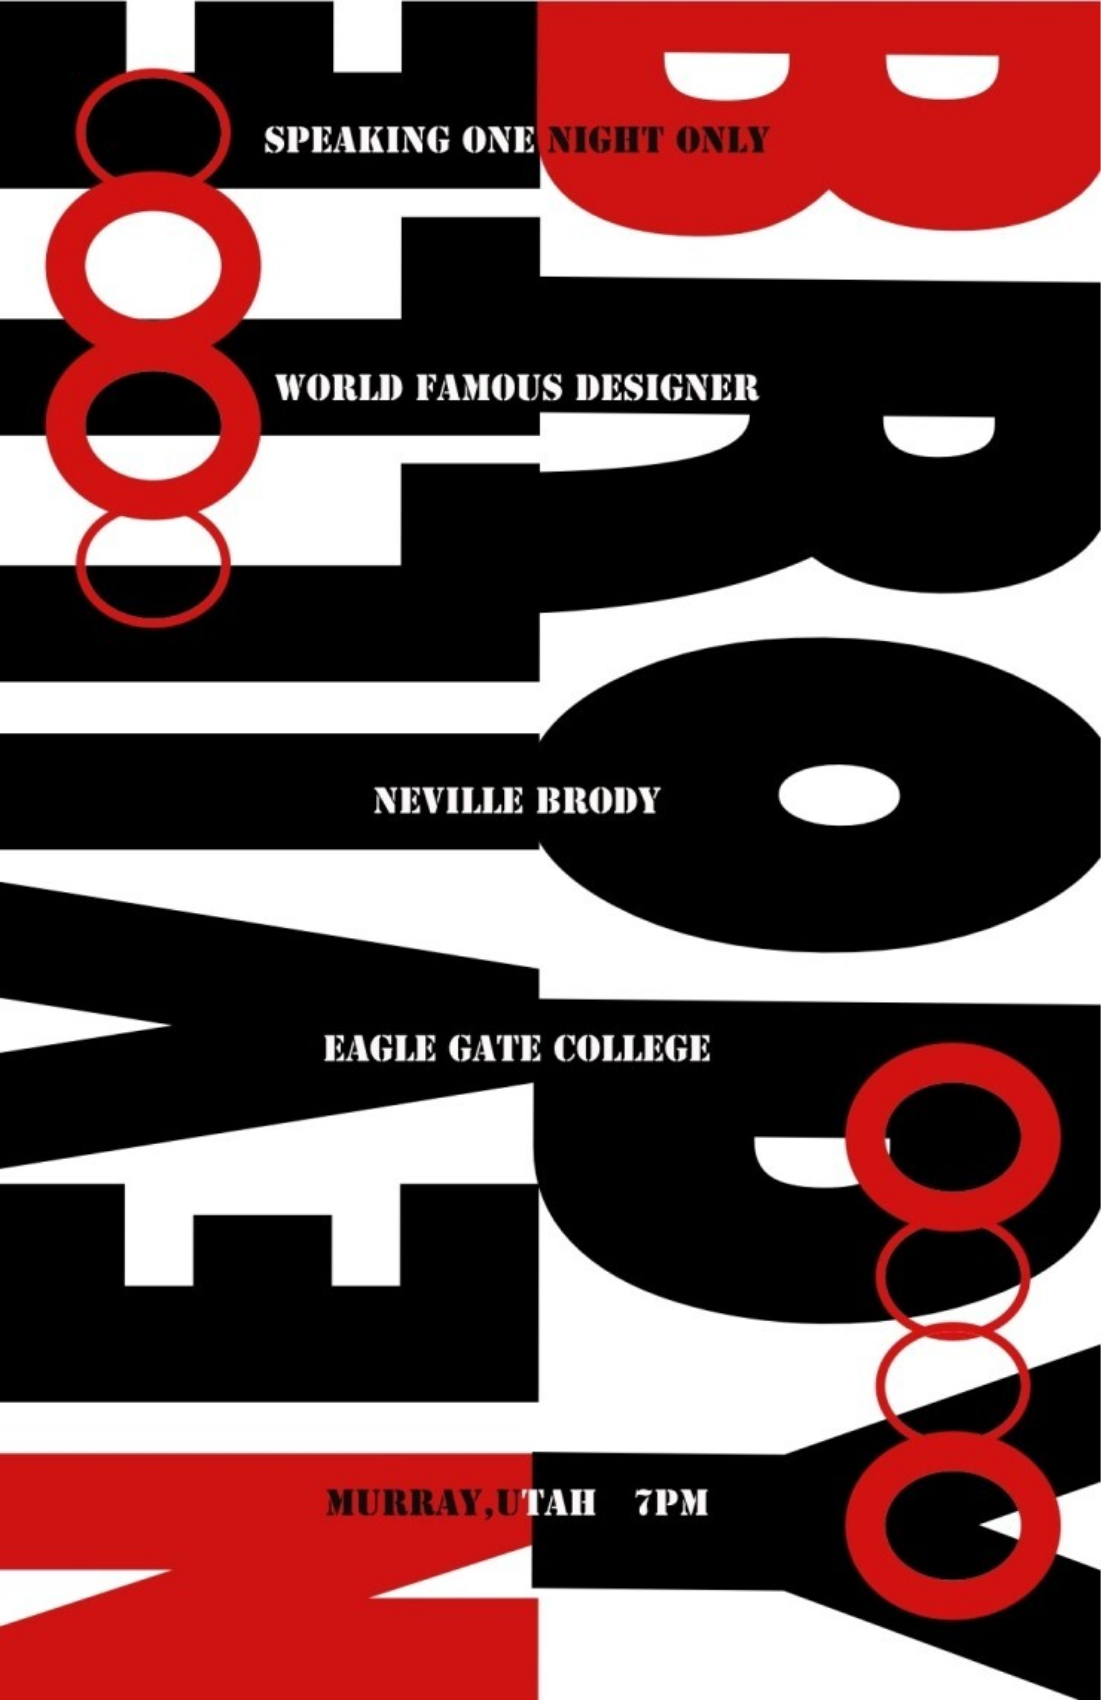 NEVILLE
BRODY
SPEAKING ONE NIGHT ONLY
WORLD FAMOUS DESIGNER
NEVILLE BRODY
EAGLE GATE COLLEGE
MURRAY,UTAH 7PM